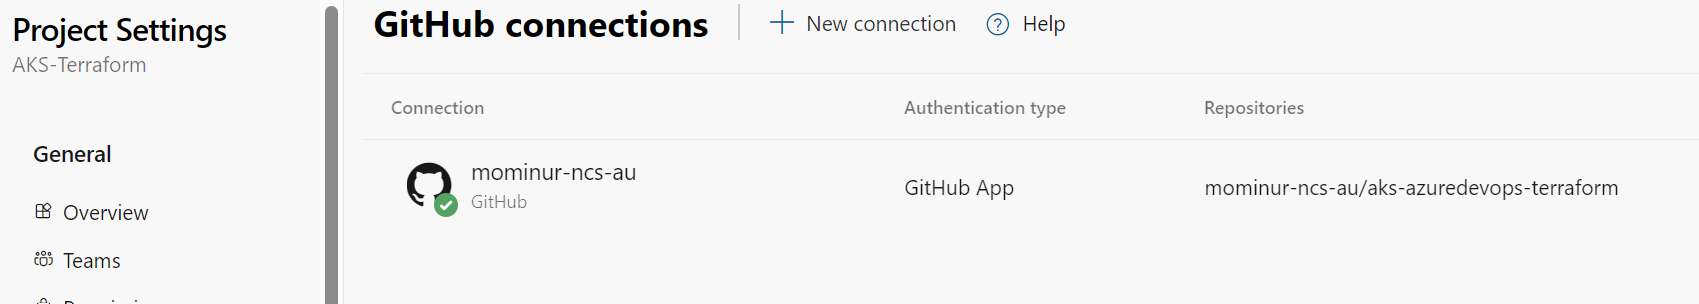 Project Settings
AKS-Terraform
General
Overview
Teams
GitHub connections
New connection
Help
Connection
Authentication type
Repositories
mominur-ncs-au
GitHub
GitHub App
mominur-ncs-au/aks-azuredevops-terraform